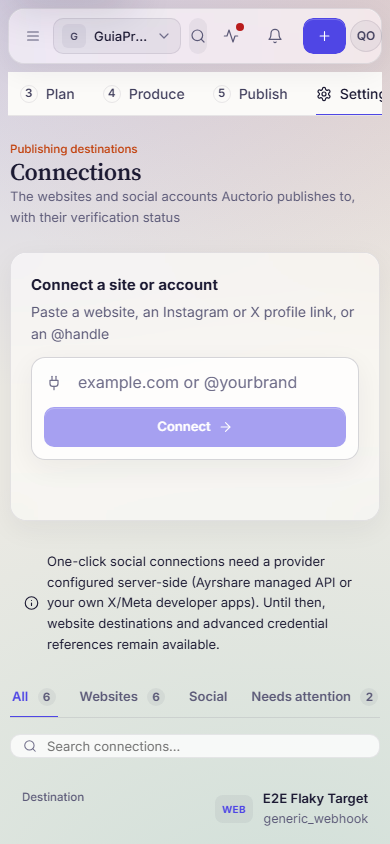 G GuiaPr... QO
3 Plan 4 Produce 5 Publish Setting
Publishing destinations
Connections
The websites and social accounts Auctorio publishes to,
with their verification status
Connect a site or account
Paste a website, an Instagram or X profile link, or
an @handle
example.com or @yourbrand
Connect →
One-click social connections need a provider
configured server-side (Ayrshare managed API or
your own X/Meta developer apps). Until then,
website destinations and advanced credential
references remain available.
All 6 Websites 6 Social Needs attention 2
Search connections...
Destination
WEB
E2E Flaky Target
generic_webhook